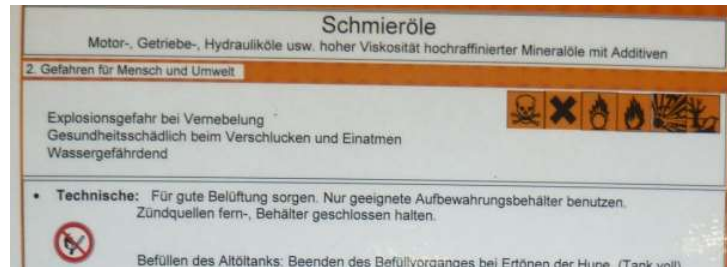 Schmieröle
Motor-, Getriebe-, Hydrauliköle usw. hoher Viskosität hochraffinierter Mineralöle mit Additiven
2. Gefahren für Mensch und Umwelt
Explosionsgefahr bei Vernebelung
Gesundheitsschädlich beim Verschlucken und Einatmen
Wassergefährdend
• Technische: Für gute Belüftung sorgen. Nur geeignete Aufbewahrungsbehälter benutzen.
Zündquellen fern-, Behälter geschlossen halten.
Befüllen des Altöltanks: Beenden des Befüllvorganges bei Ertönen der Hupe. (Tank voll)